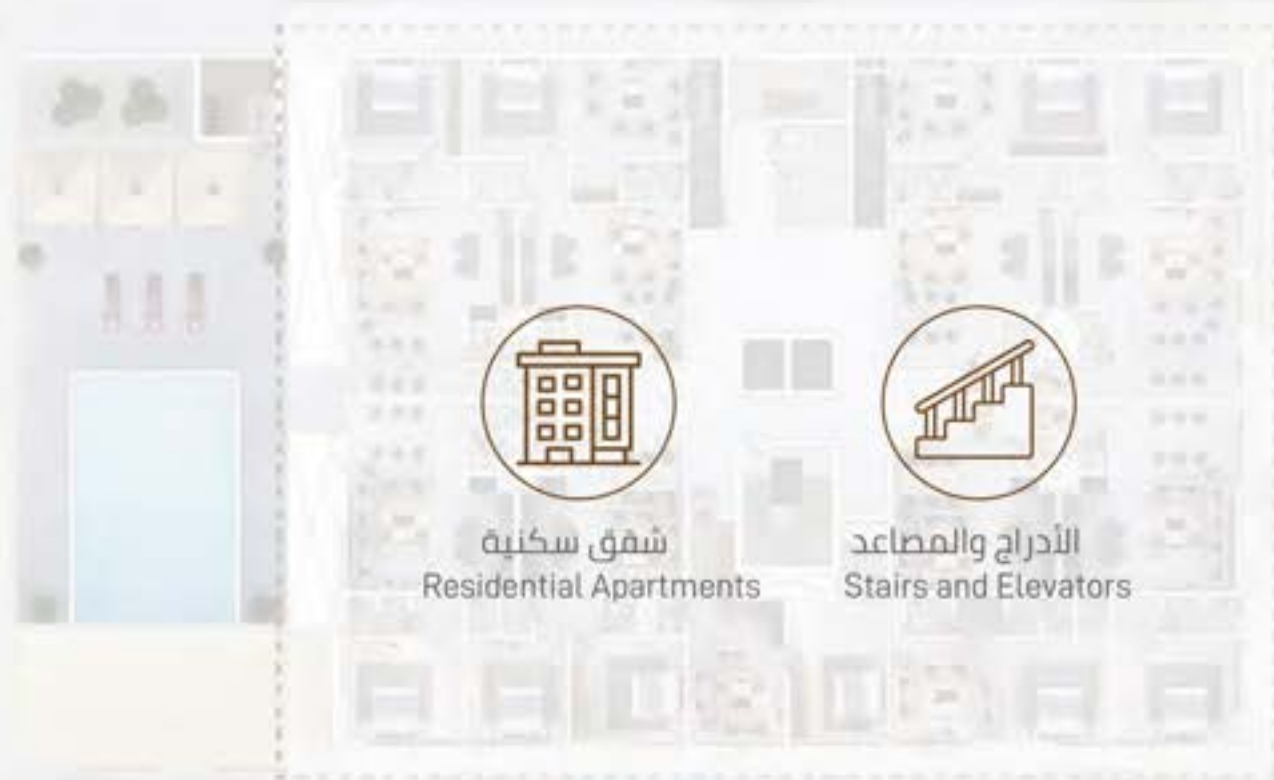 شقق سكنية
Residential Apartments
الأدراج والمصاعد
Stairs and Elevators